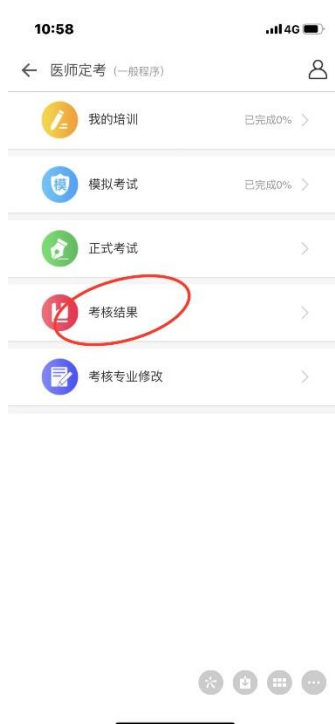 10:58
4G
医师定考 (一般程序)
我的培训 已完成0%
模
模拟考试 已完成0%
正式考试
考核结果
考核专业修改